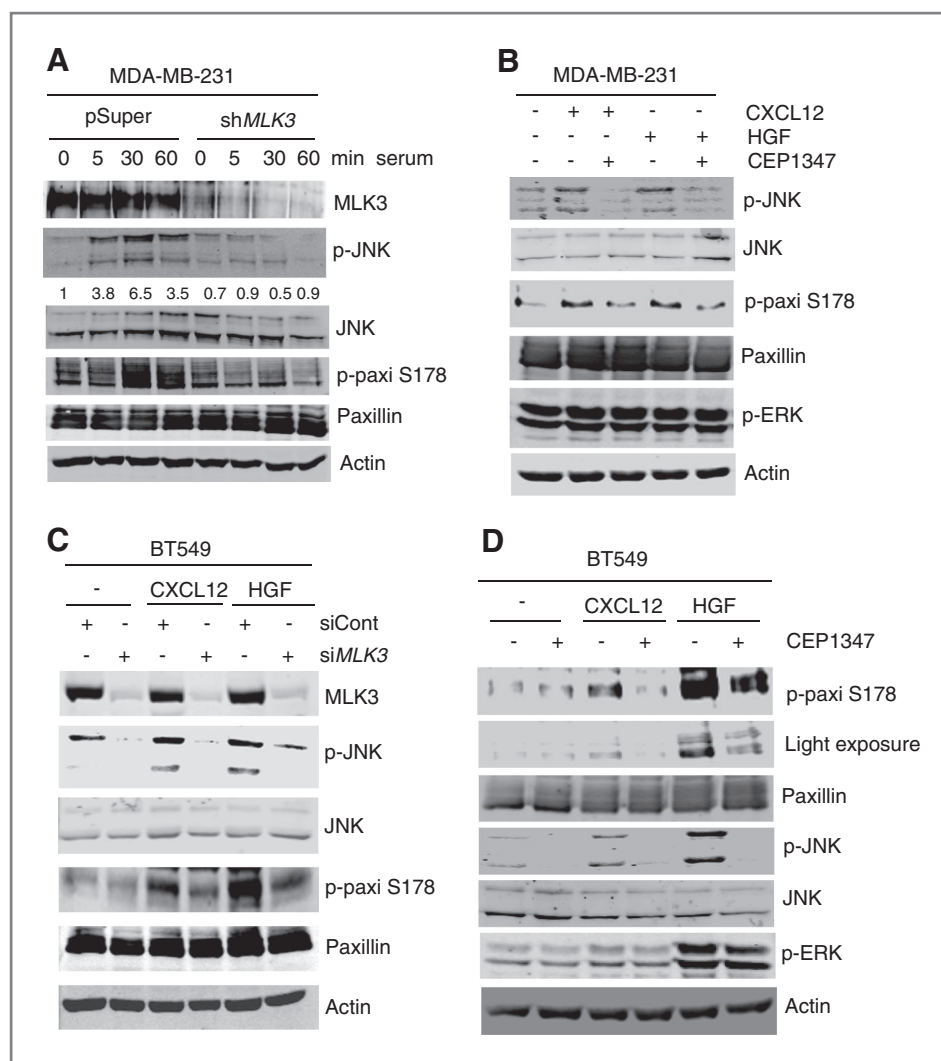 A
MDA-MB-231
pSuper shMLK3
0 5 30 60 0 5 30 60 min serum
MLK3
p-JNK
1 3.8 6.5 3.5 0.7 0.9 0.5 0.9
JNK
p-paxi S178
Paxillin
Actin
B
MDA-MB-231
- + + - - CXCL12
- - - + + HGF
- - + - + CEP1347
p-JNK
JNK
p-paxi S178
Paxillin
p-ERK
Actin
C
BT549
- CXCL12 HGF
+ - + - + - siCont
- + - + - + siMLK3
MLK3
p-JNK
JNK
p-paxi S178
Paxillin
Actin
D
BT549
- CXCL12 HGF
- + - + - + CEP1347
p-paxi S178
Light exposure
Paxillin
p-JNK
JNK
p-ERK
Actin